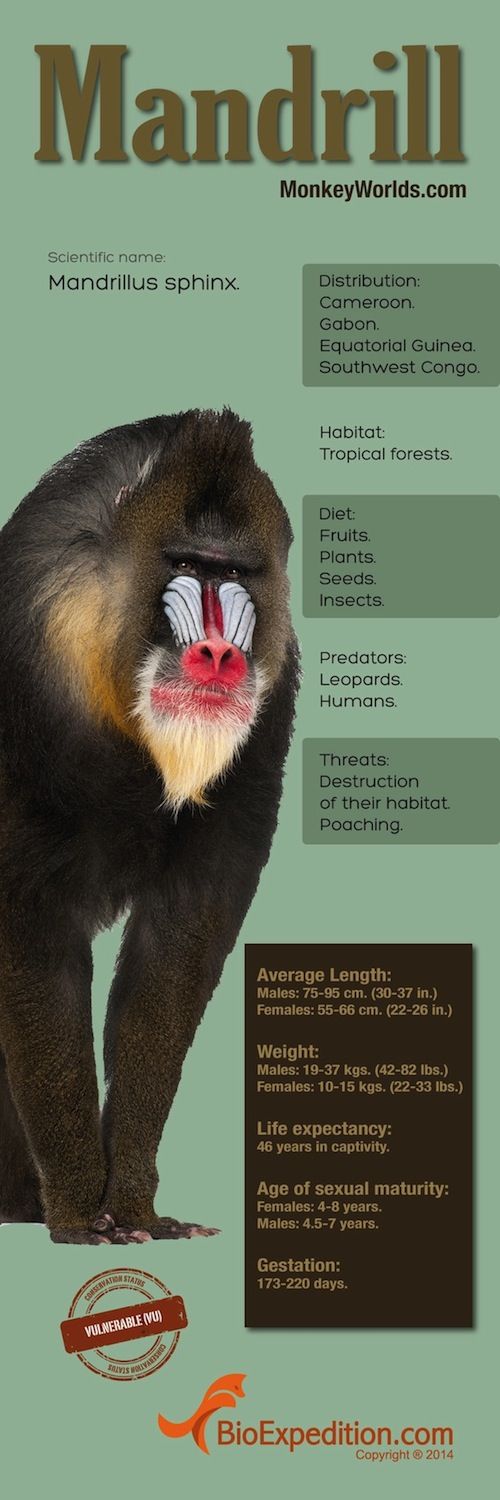 Mandrill
MonkeyWorlds.com
Scientific name:
Mandrillus sphinx.
Distribution:
Cameroon.
Gabon.
Equatorial Guinea.
Southwest Congo.
Habitat:
Tropical forests.
Diet:
Fruits.
Plants.
Seeds.
Insects.
Predators:
Leopards.
Humans.
Threats:
Destruction
of their habitat.
Poaching.
Average Length:
Males: 75-95 cm. (30-37 in.)
Females: 55-66 cm. (22-26 in.)
Weight:
Males: 19-37 kgs. (42-82 lbs.)
Females: 10-15 kgs. (22-33 lbs.)
Life expectancy:
46 years in captivity.
Age of sexual maturity:
Females: 4-8 years.
Males: 4.5-7 years.
Gestation:
173-220 days.
CONSERVATION STATUS
VULNERABLE (VU)
CONSERVATION STATUS
BioExpedition.com
Copyright ® 2014